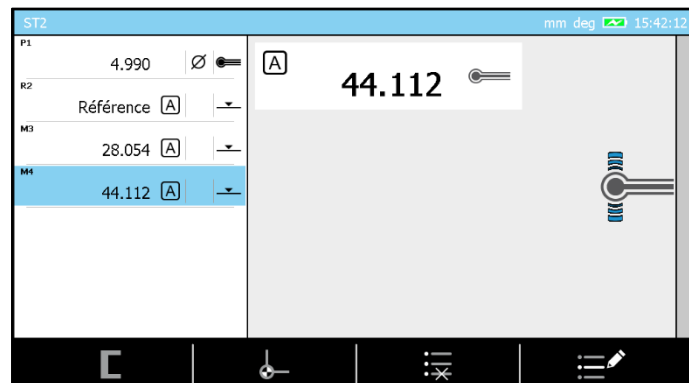 ST2 mm deg 15:42:12
P1
4.990 Ø
R2
Référence A
M3
28.054 A
M4
44.112 A
A
44.112